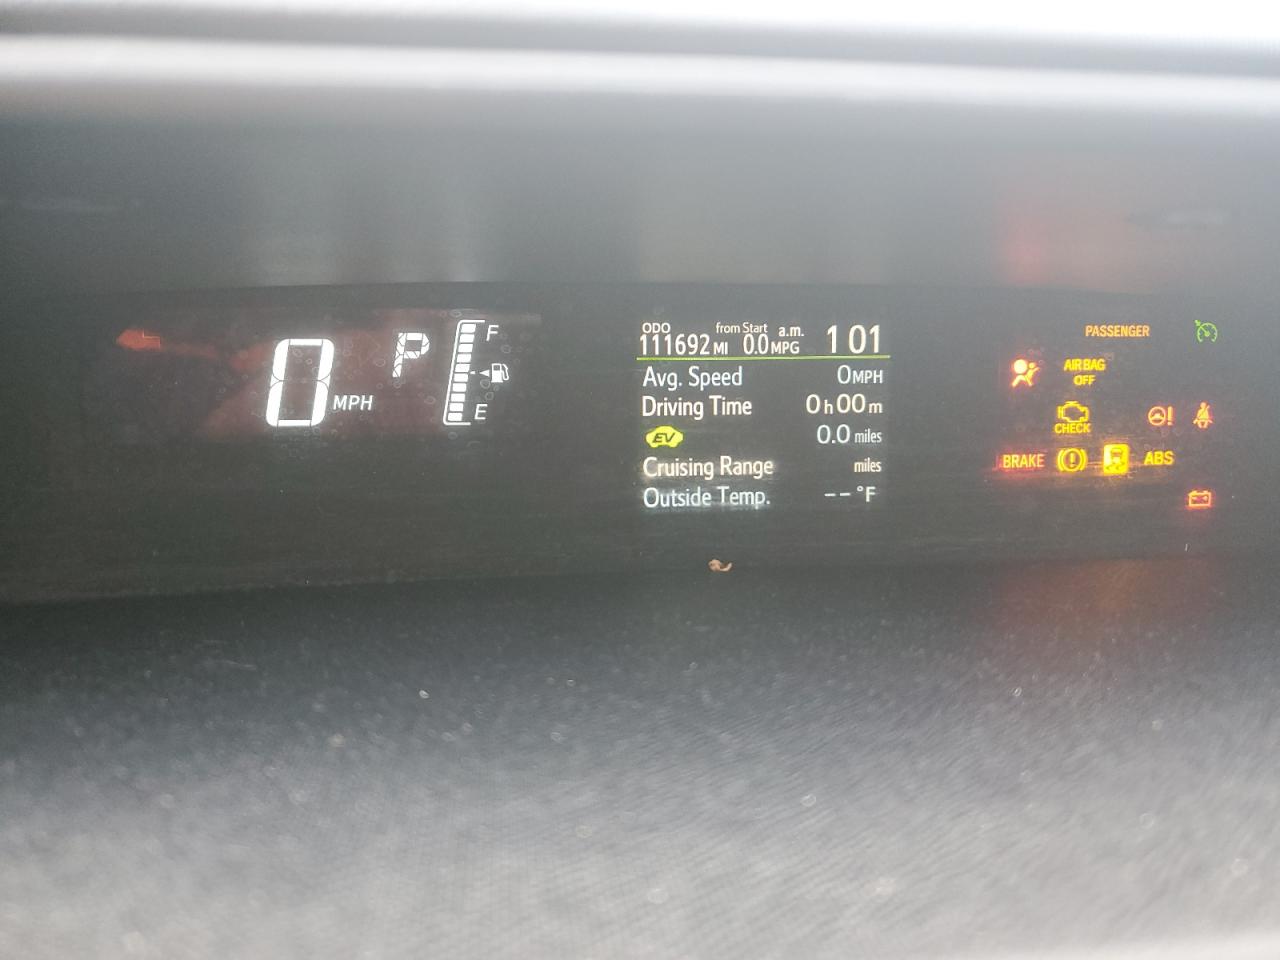 0 MPH
P
F
E
ODO from Start a.m.
111692 MI 0.0 MPG 1 01
Avg. Speed 0 MPH
Driving Time 0 h 00 m
EV 0.0 miles
Cruising Range miles
Outside Temp. -- °F
PASSENGER
AIR BAG
OFF
CHECK
BRAKE ABS